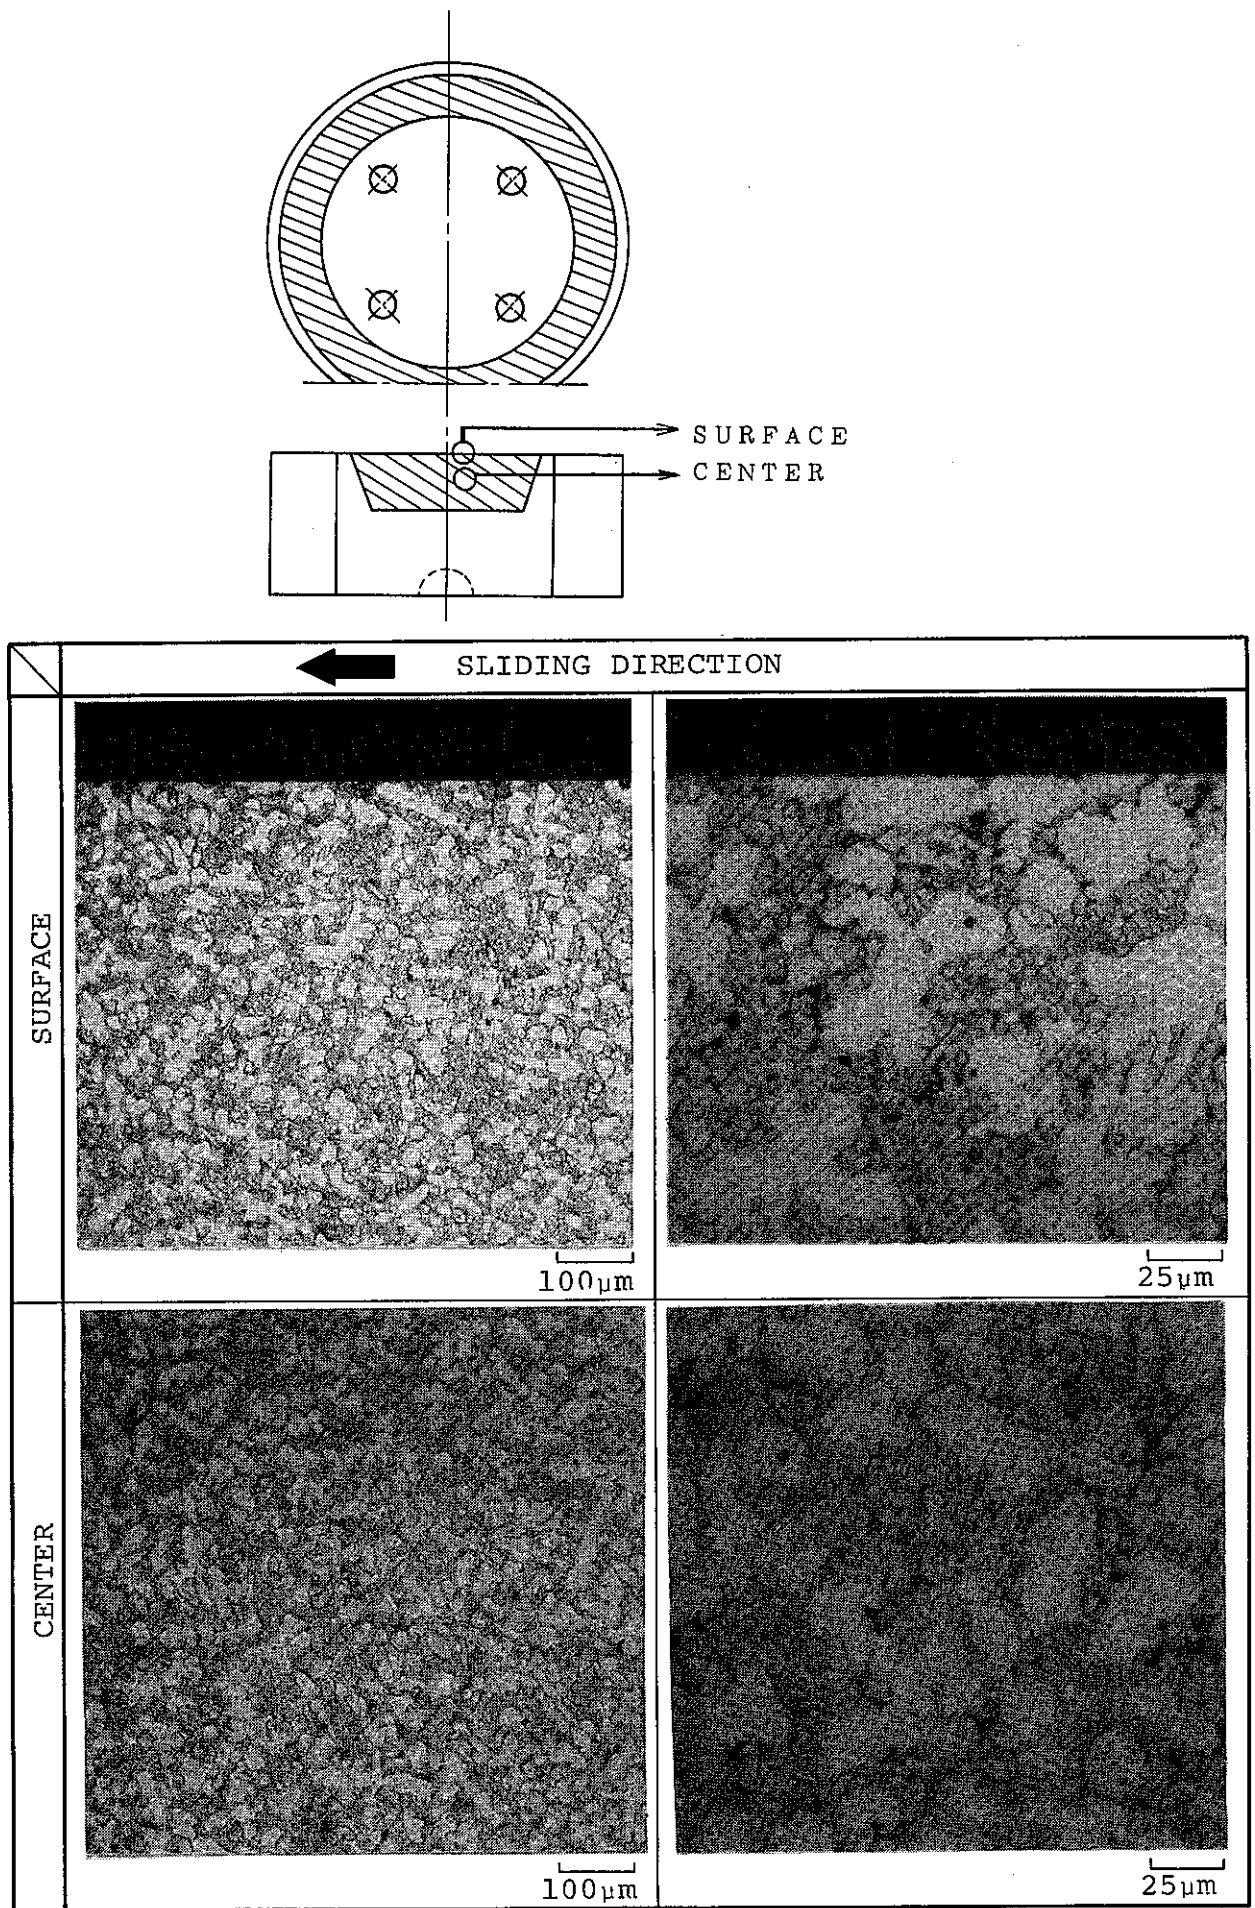 SURFACE
CENTER
SLIDING DIRECTION
SURFACE
100µm
25µm
CENTER
100µm
25µm